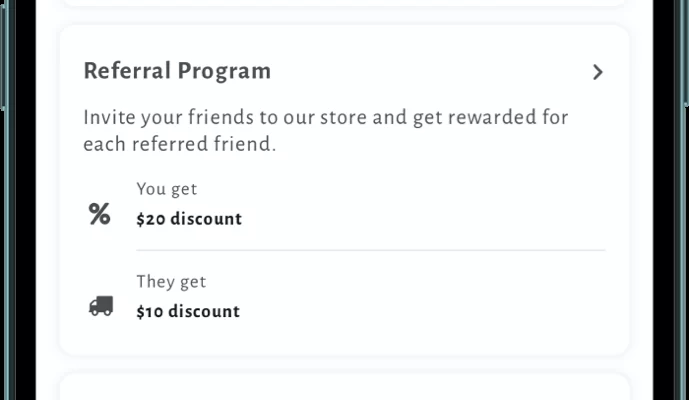 Referral Program
Invite your friends to our store and get rewarded for
each referred friend.
You get
$20 discount
They get
$10 discount